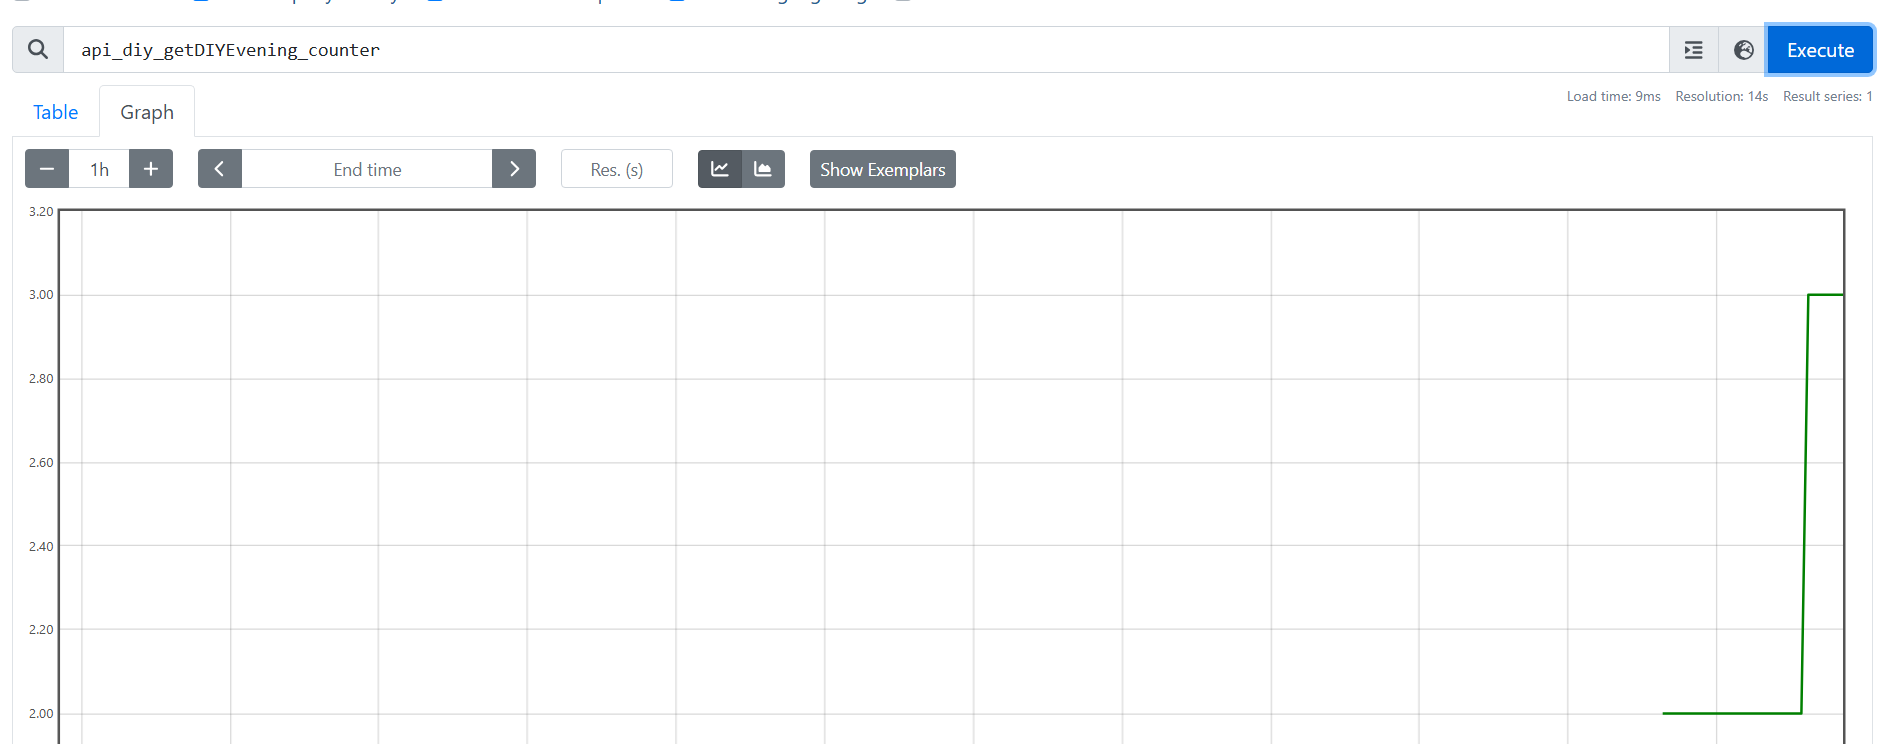 api_diy_getDIYEvening_counter
Execute
Table
Graph
Load time: 9ms Resolution: 14s Result series: 1
1h
End time
Res. (s)
Show Exemplars
3.20
3.00
2.80
2.60
2.40
2.20
2.00